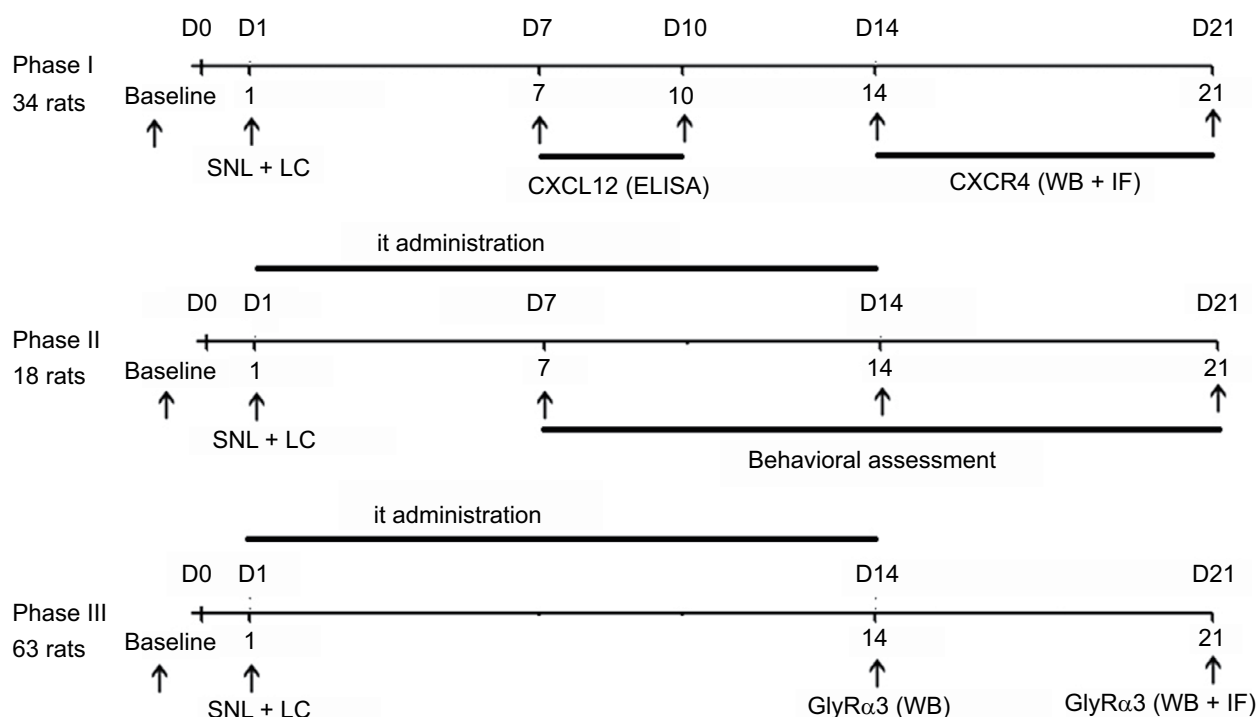 D0 D1 D7 D10 D14 D21
Phase I
34 rats
Baseline 1 7 10 14 21
SNL + LC
CXCL12 (ELISA)
CXCR4 (WB + IF)
it administration
D0 D1 D7 D14 D21
Phase II
18 rats
Baseline 1 7 14 21
SNL + LC
Behavioral assessment
it administration
D0 D1 D14 D21
Phase III
63 rats
Baseline 1 14 21
SNL + LC
GlyRα3 (WB)
GlyRα3 (WB + IF)